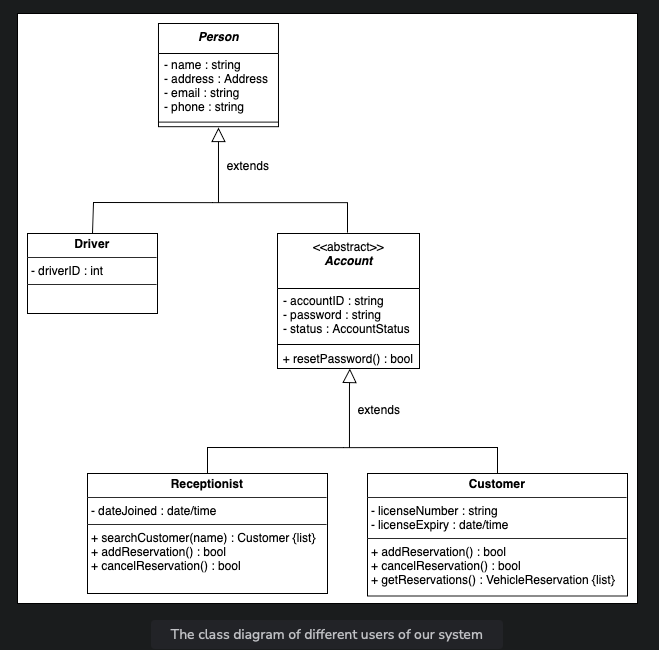 Person
- name : string
- address : Address
- email : string
- phone : string
extends
Driver
- driverID : int
<<abstract>>
Account
- accountID : string
- password : string
- status : AccountStatus
+ resetPassword() : bool
extends
Receptionist
- dateJoined : date/time
+ searchCustomer(name) : Customer {list}
+ addReservation() : bool
+ cancelReservation() : bool
Customer
- licenseNumber : string
- licenseExpiry : date/time
+ addReservation() : bool
+ cancelReservation() : bool
+ getReservations() : VehicleReservation {list}
The class diagram of different users of our system